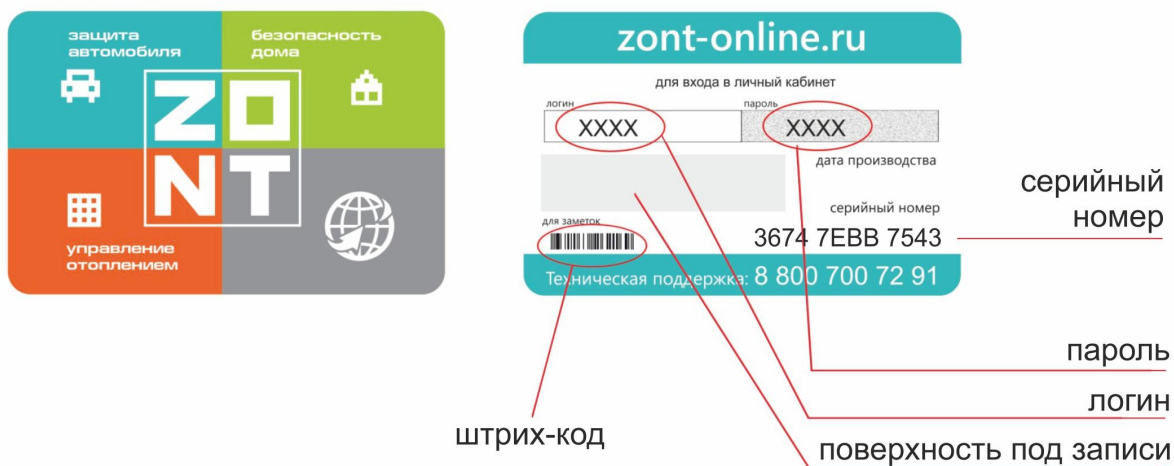 защита
автомобиля
безопасность
дома
ZO
NT
управление
отоплением
zont-online.ru
для входа в личный кабинет
логин
пароль
XXXX
XXXX
дата производства
серийный номер
для заметок
3674 7EBB 7543
Техническая поддержка: 8 800 700 72 91
серийный
номер
пароль
логин
штрих-код
поверхность под записи